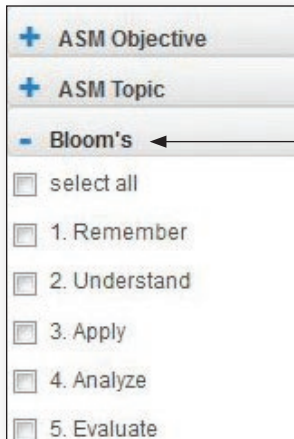 + ASM Objective
+ ASM Topic
- Bloom's
select all
1. Remember
2. Understand
3. Apply
4. Analyze
5. Evaluate